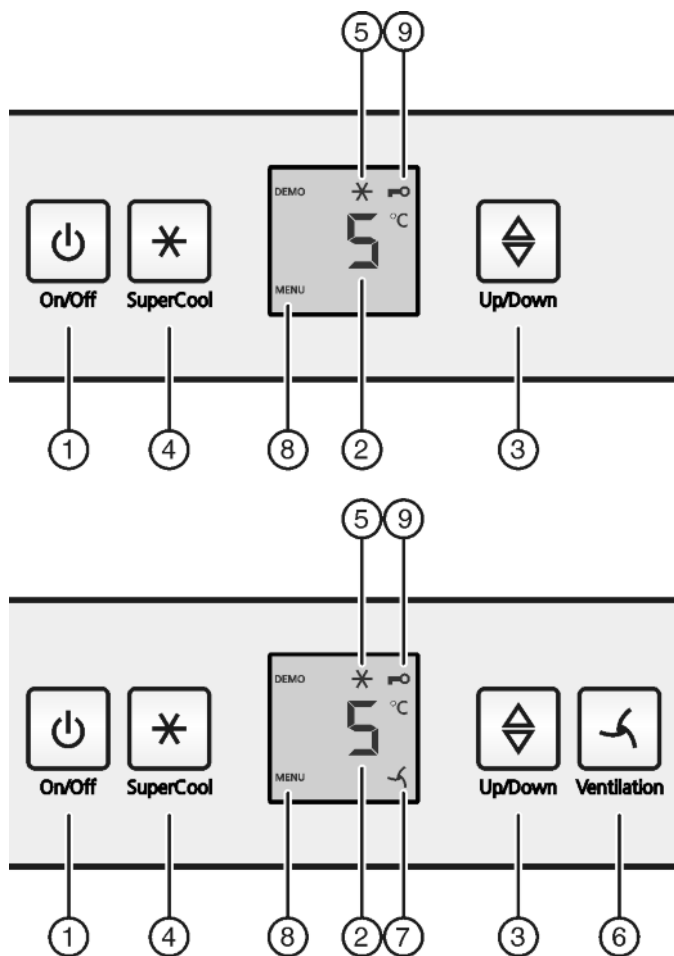 5 9
DEMO
5 °C
MENU
On/Off SuperCool Up/Down
1 4 8 2 3
5 9
DEMO
5 °C
MENU
On/Off SuperCool Up/Down Ventilation
1 4 8 2 7 3 6